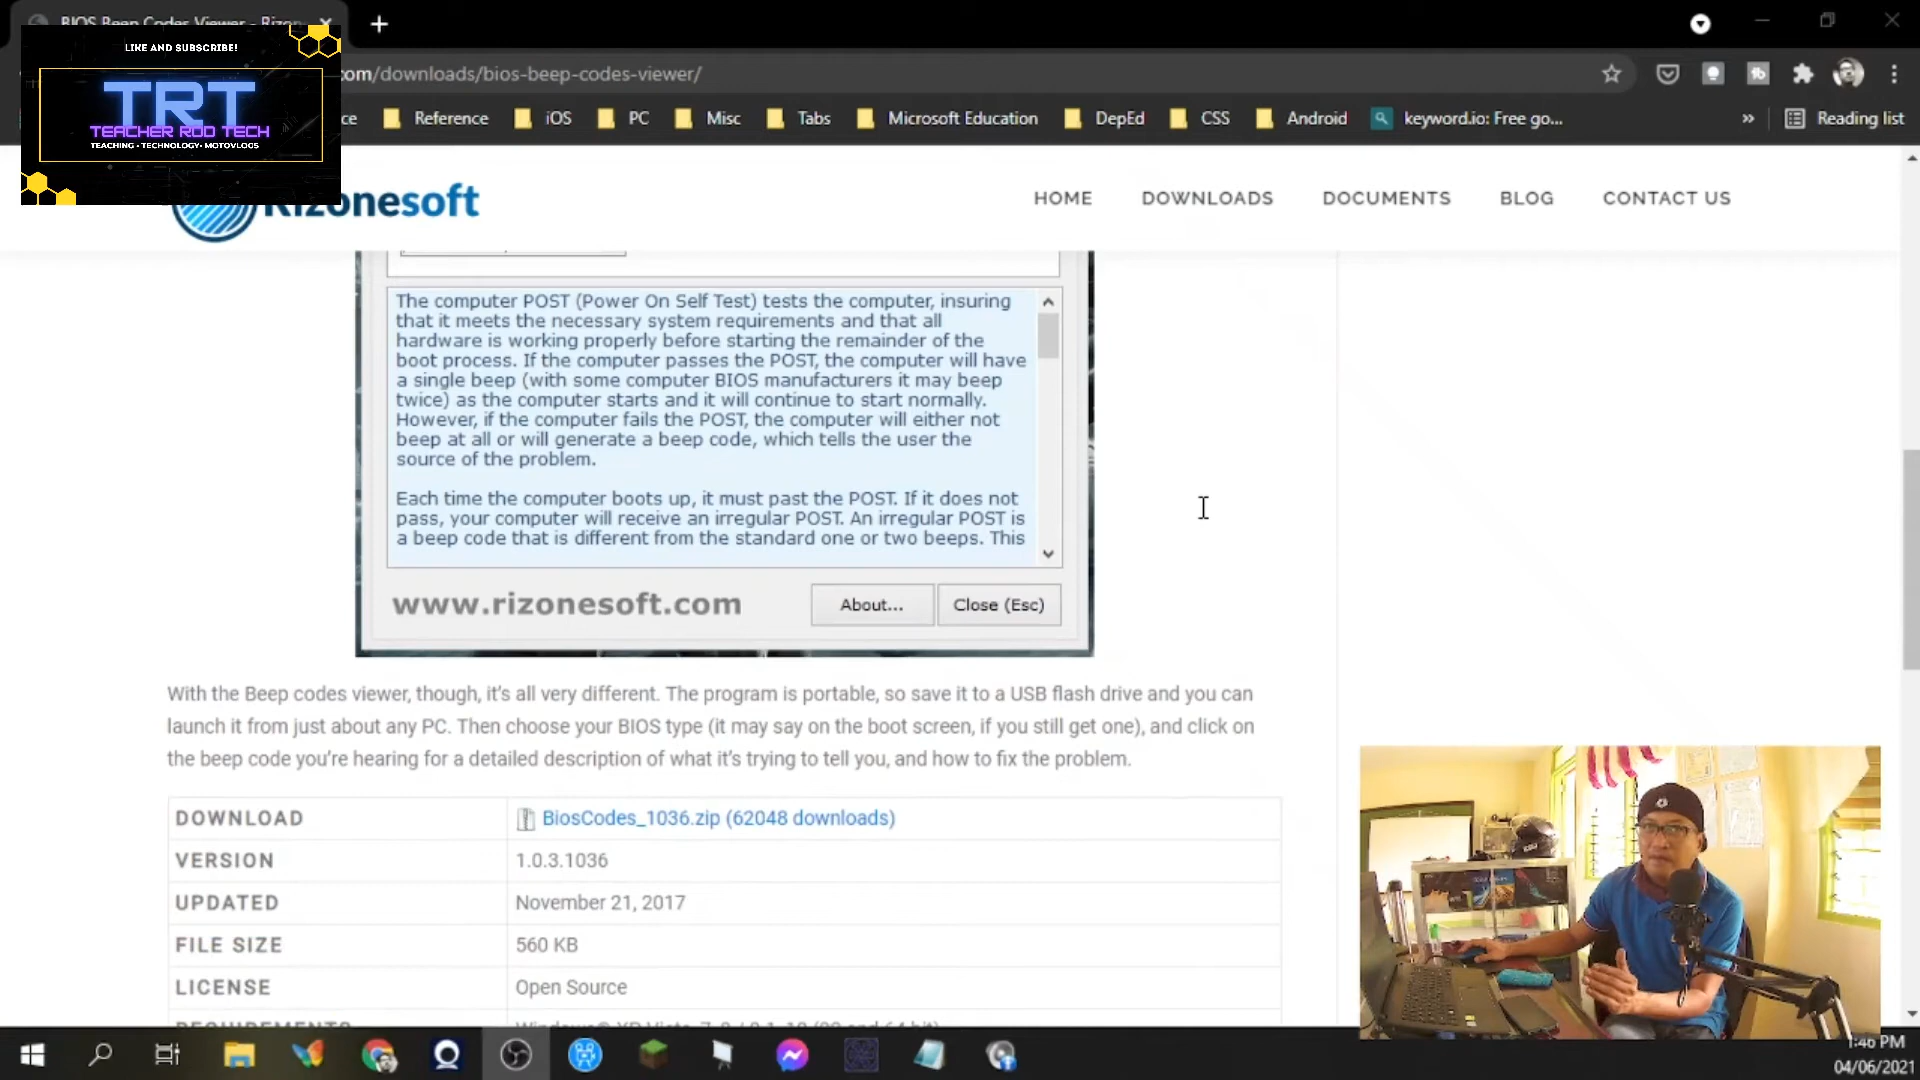 BIOS Beep Codes Viewer - Rizon
LIKE AND SUBSCRIBE!
TRT
TEACHER ROD TECH
TEACHING • TECHNOLOGY • MOTOVLOGS
om/downloads/bios-beep-codes-viewer/
ce
Reference
iOS
PC
Misc
Tabs
Microsoft Education
DepEd
CSS
Android
keyword.io: Free go...
»
Reading list
Rizonesoft
HOME
DOWNLOADS
DOCUMENTS
BLOG
CONTACT US
The computer POST (Power On Self Test) tests the computer, insuring
that it meets the necessary system requirements and that all
hardware is working properly before starting the remainder of the
boot process. If the computer passes the POST, the computer will have
a single beep (with some computer BIOS manufacturers it may beep
twice) as the computer starts and it will continue to start normally.
However, if the computer fails the POST, the computer will either not
beep at all or will generate a beep code, which tells the user the
source of the problem.
Each time the computer boots up, it must past the POST. If it does not
pass, your computer will receive an irregular POST. An irregular POST is
a beep code that is different from the standard one or two beeps. This
www.rizonesoft.com
About...
Close (Esc)
With the Beep codes viewer, though, it's all very different. The program is portable, so save it to a USB flash drive and you can
launch it from just about any PC. Then choose your BIOS type (it may say on the boot screen, if you still get one), and click on
the beep code you're hearing for a detailed description of what it's trying to tell you, and how to fix the problem.
DOWNLOAD
BiosCodes_1036.zip (62048 downloads)
VERSION
1.0.3.1036
UPDATED
November 21, 2017
FILE SIZE
560 KB
LICENSE
Open Source
REQUIREMENTS
1:46 PM
04/06/2021